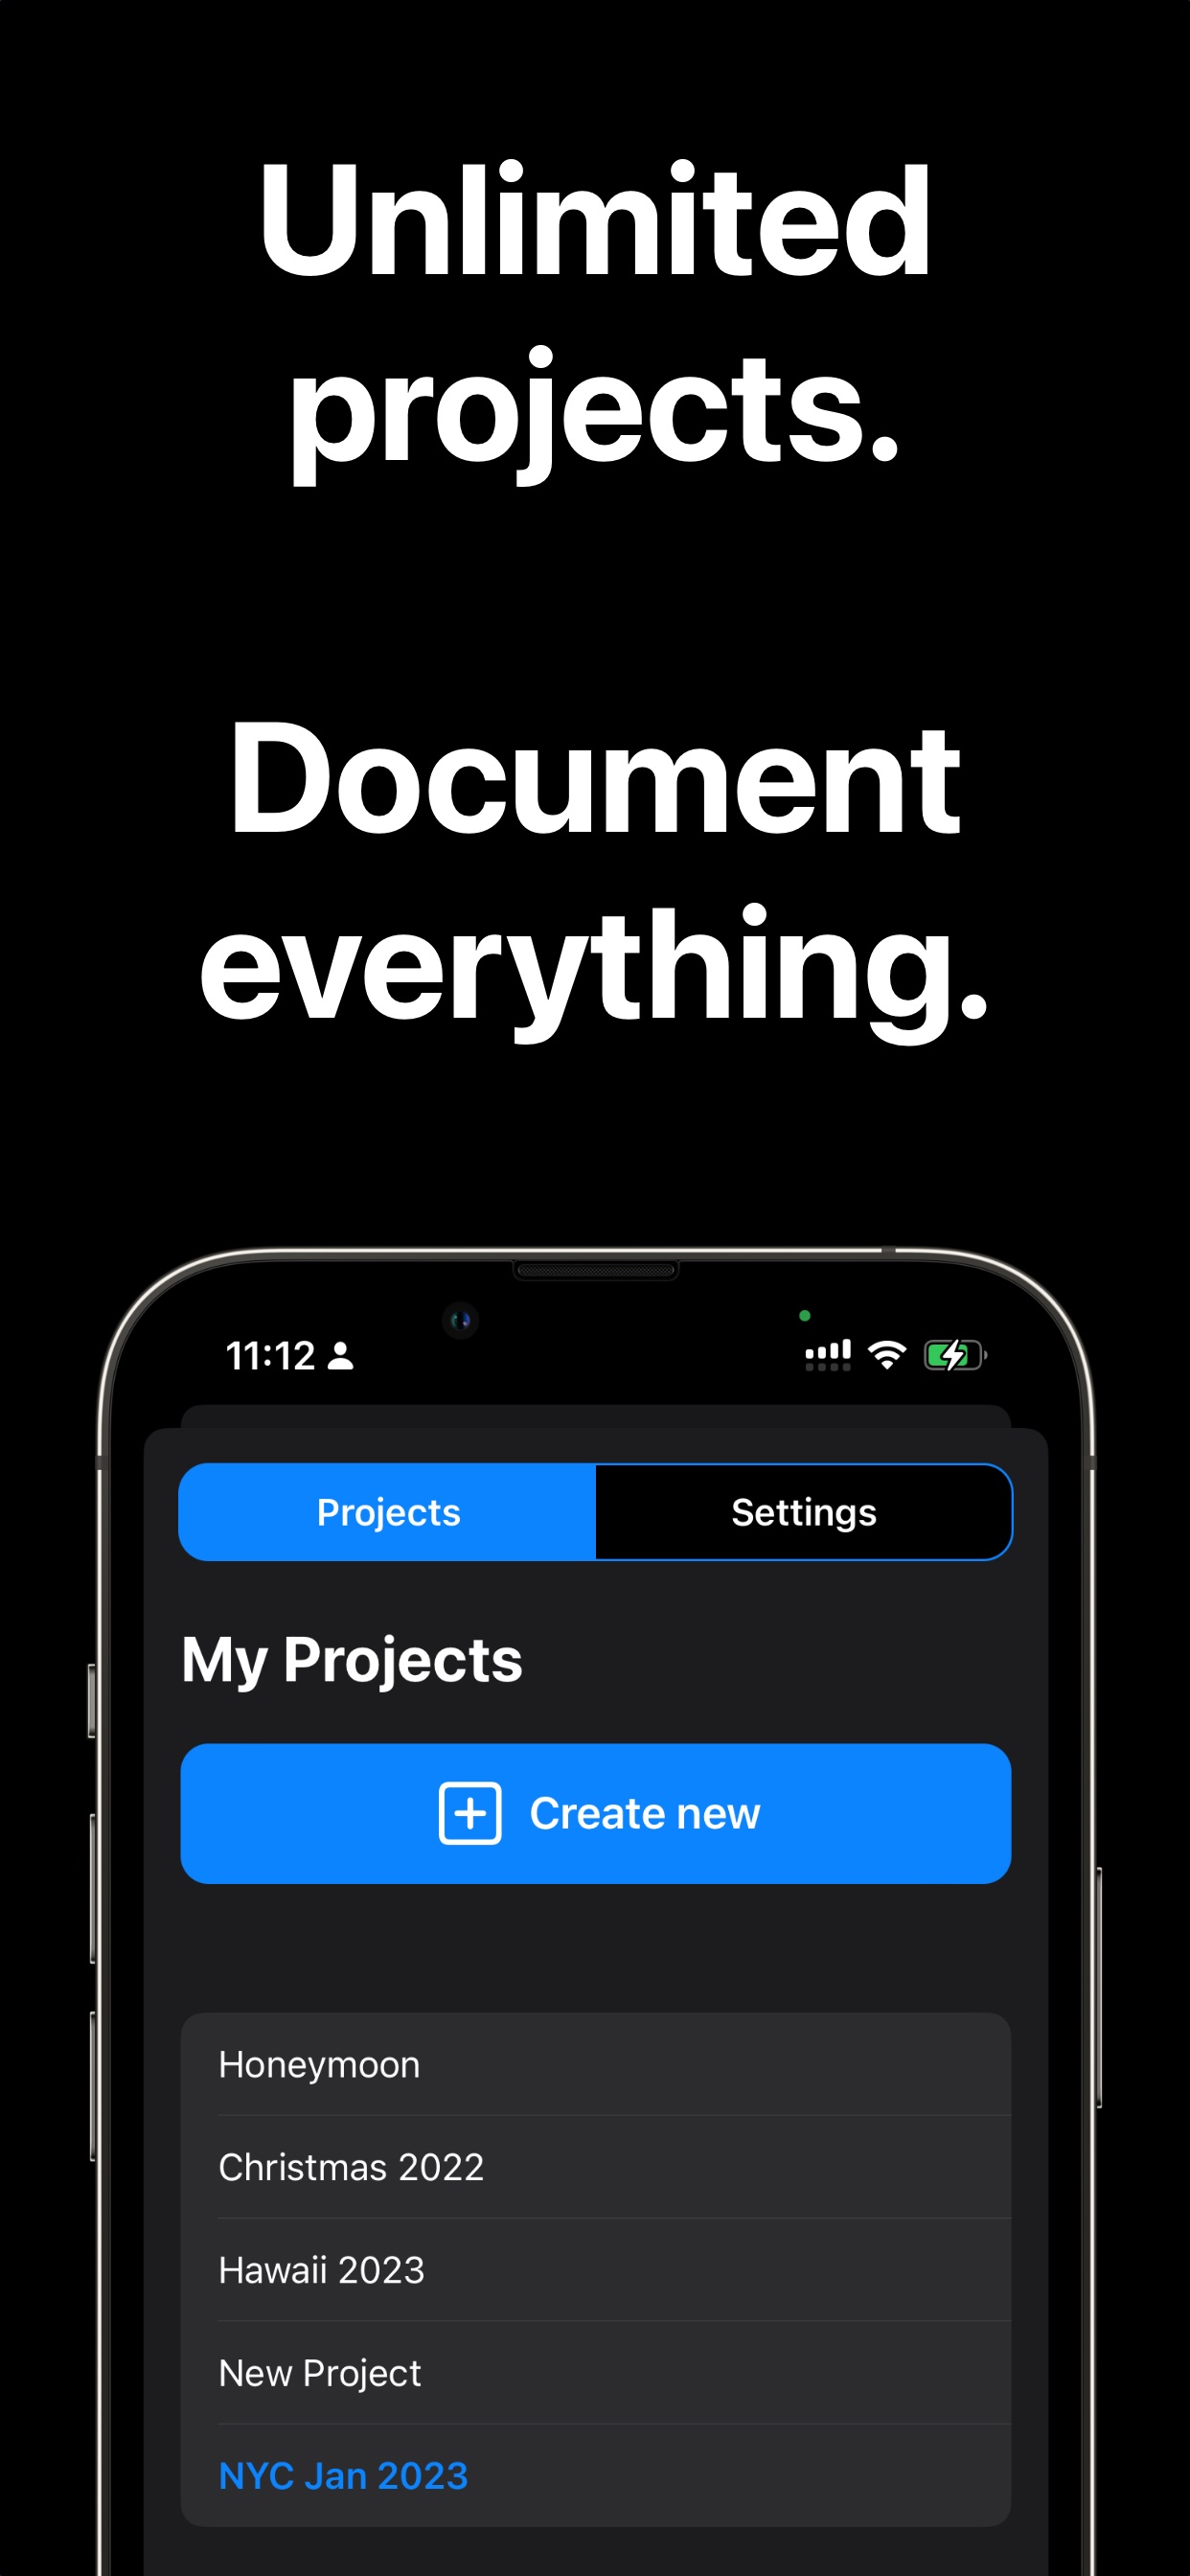 Unlimited
projects.
Document
everything.
11:12
Projects Settings
My Projects
Create new
Honeymoon
Christmas 2022
Hawaii 2023
New Project
NYC Jan 2023